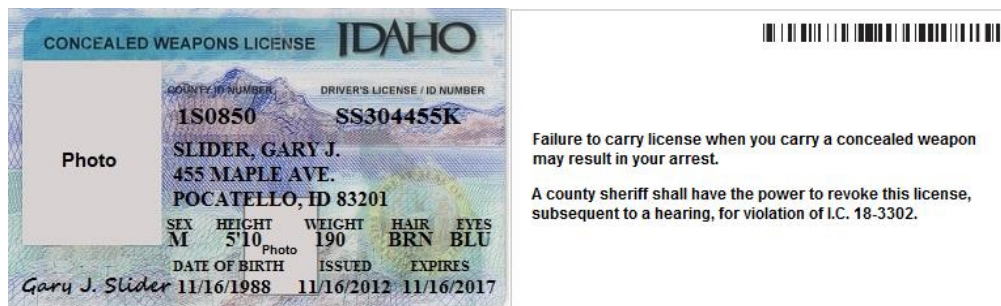 CONCEALED WEAPONS LICENSE IDAHO
COUNTY ID NUMBER DRIVER'S LICENSE / ID NUMBER
1S0850 SS304455K
Photo
SLIDER, GARY J.
455 MAPLE AVE.
POCATELLO, ID 83201
SEX HEIGHT WEIGHT HAIR EYES
M 5'10 190 BRN BLU
Photo
DATE OF BIRTH ISSUED EXPIRES
Gary J. Slider 11/16/1988 11/16/2012 11/16/2017
Failure to carry license when you carry a concealed weapon
may result in your arrest.
A county sheriff shall have the power to revoke this license,
subsequent to a hearing, for violation of I.C. 18-3302.